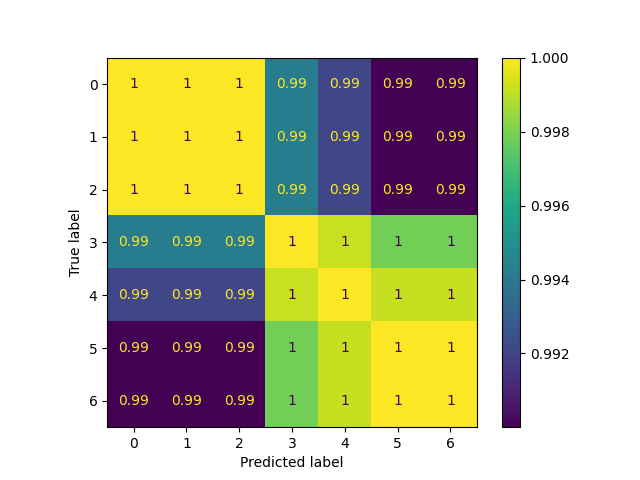 0 1 1 1 0.99 0.99 0.99 0.99
1 1 1 1 0.99 0.99 0.99 0.99
2 1 1 1 0.99 0.99 0.99 0.99
3 0.99 0.99 0.99 1 1 1 1
4 0.99 0.99 0.99 1 1 1 1
5 0.99 0.99 0.99 1 1 1 1
6 0.99 0.99 0.99 1 1 1 1
0 1 2 3 4 5 6
Predicted label
True label
1.000
0.998
0.996
0.994
0.992